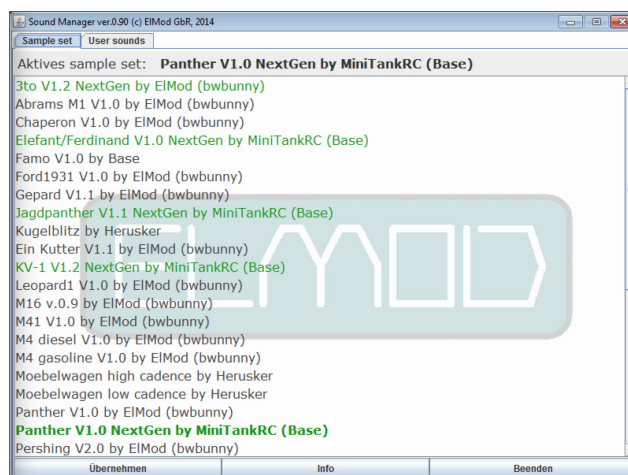 Sound Manager ver.0.90 (c) ElMod GbR, 2014
Sample set User sounds
Aktives sample set: Panther V1.0 NextGen by MiniTankRC (Base)
3to V1.2 NextGen by ElMod (bwbunny)
Abrams M1 V1.0 by ElMod (bwbunny)
Chaperon V1.0 by ElMod (bwbunny)
Elefant/Ferdinand V1.0 NextGen by MiniTankRC (Base)
Famo V1.0 by Base
Ford1931 V1.0 by ElMod (bwbunny)
Gepard V1.1 by ElMod (bwbunny)
Jagdpanther V1.1 NextGen by MiniTankRC (Base)
Kugelblitz by Herusker
Ein Kutter V1.1 by ElMod (bwbunny)
KV-1 V1.2 NextGen by MiniTankRC (Base)
Leopard1 V1.0 by ElMod (bwbunny)
M16 v.0.9 by ElMod (bwbunny)
M41 V1.0 by ElMod (bwbunny)
M4 diesel V1.0 by ElMod (bwbunny)
M4 gasoline V1.0 by ElMod (bwbunny)
Moebelwagen high cadence by Herusker
Moebelwagen low cadence by Herusker
Panther V1.0 by ElMod (bwbunny)
Panther V1.0 NextGen by MiniTankRC (Base)
Pershing V2.0 by ElMod (bwbunny)
ELMOD
Übernehmen Info Beenden